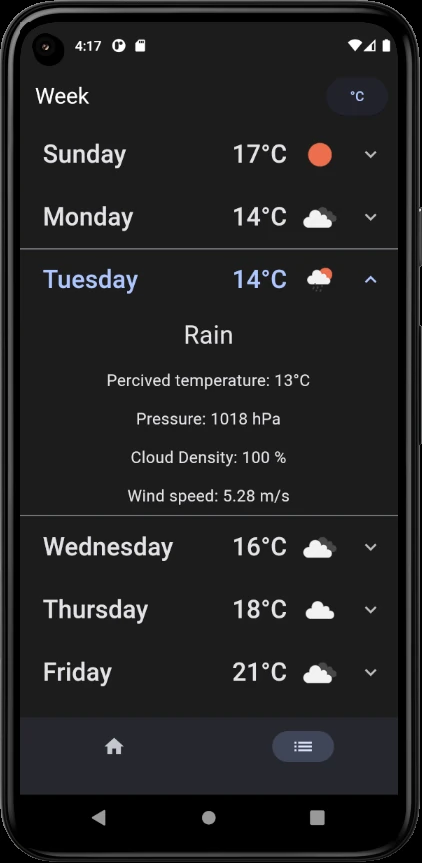 4:17
Week °C
Sunday 17°C
Monday 14°C
Tuesday 14°C
Rain
Percived temperature: 13°C
Pressure: 1018 hPa
Cloud Density: 100 %
Wind speed: 5.28 m/s
Wednesday 16°C
Thursday 18°C
Friday 21°C